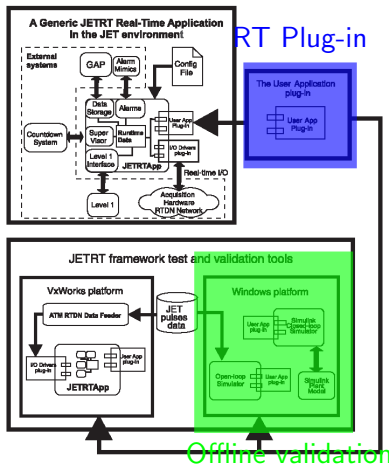 A Generic JETRT Real-Time Application
in the JET environment
RT Plug-in
External
systems
GAP
Alarm
Mimics
Config
File
Data
Storage
Alarms
Super
Visor
Runtime
Data
User App
Plug-in
Countdown
System
Level 1
Interface
I/O Drivers
plug-in
JETRTApp
Real-time I/O
Level 1
Acquisition
Hardware
RTDN Network
The User Application
plug-in
User App
Plug-in
JETRT framework test and validation tools
VxWorks platform
ATM RTDN Data Feeder
I/O Drivers
plug-in
User App
plug-in
JETRTApp
JET
pulses
data
Windows platform
User App
plug-in
Simulink
Closed-loop
Simulator
Open-loop
Simulator
User App
plug-in
Simulink
Plant
Model
Offline validation